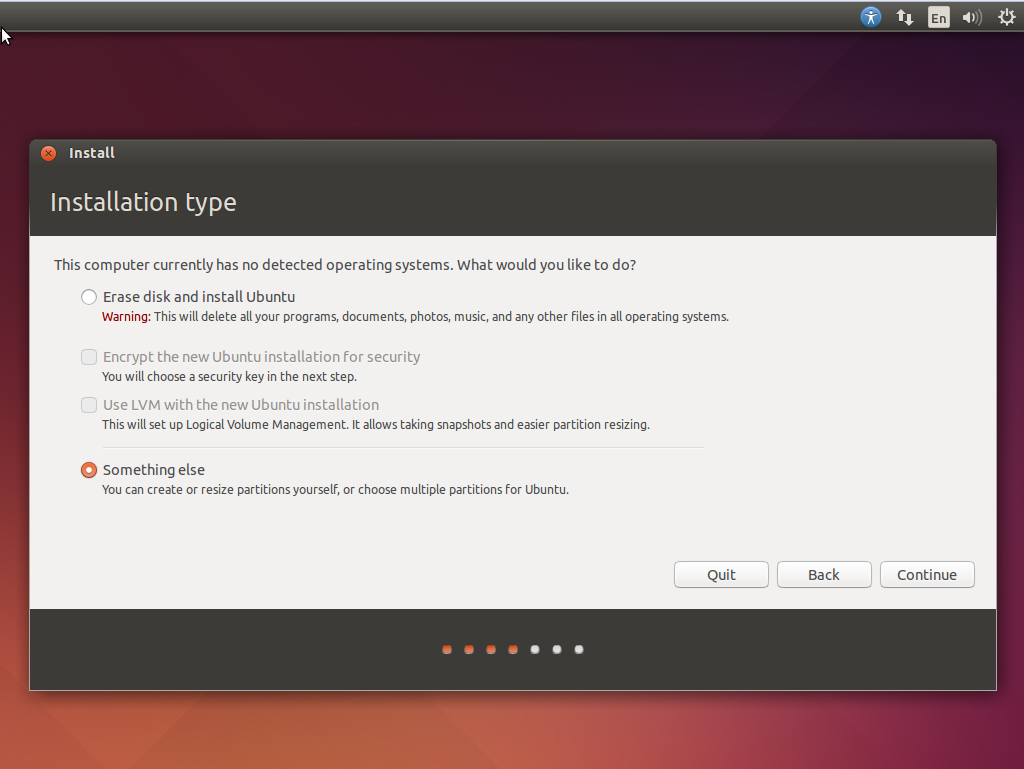 En
Install
Installation type
This computer currently has no detected operating systems. What would you like to do?
Erase disk and install Ubuntu
Warning: This will delete all your programs, documents, photos, music, and any other files in all operating systems.
Encrypt the new Ubuntu installation for security
You will choose a security key in the next step.
Use LVM with the new Ubuntu installation
This will set up Logical Volume Management. It allows taking snapshots and easier partition resizing.
Something else
You can create or resize partitions yourself, or choose multiple partitions for Ubuntu.
Quit Back Continue